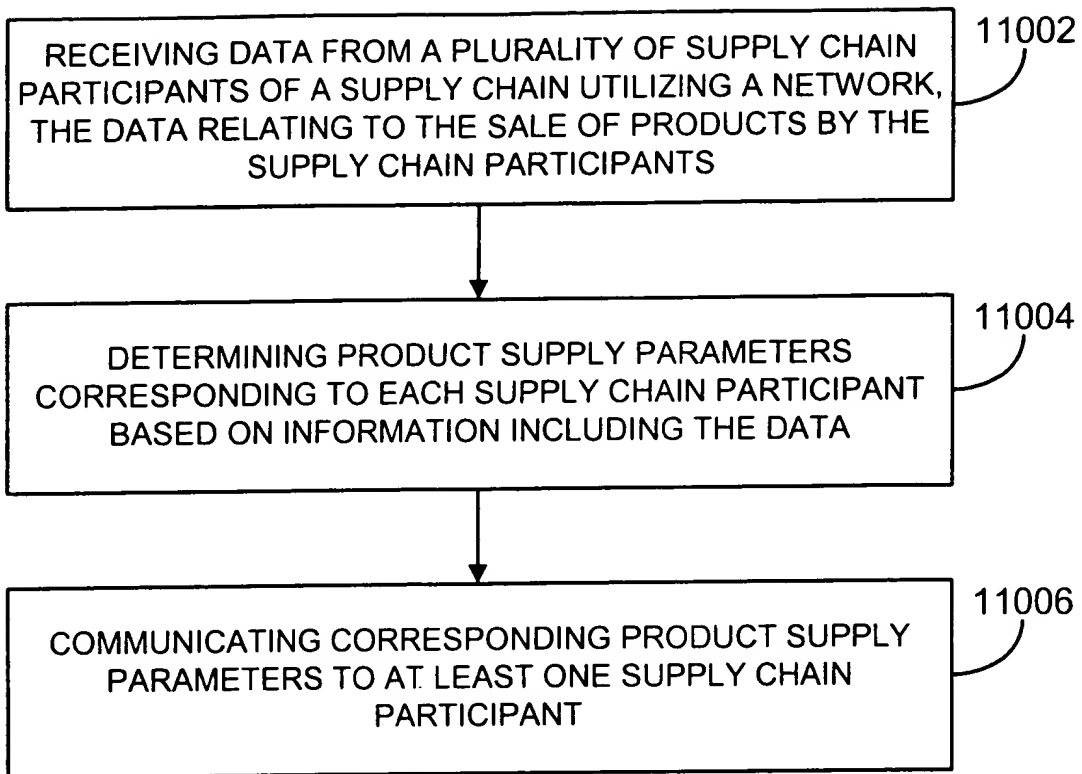 RECEIVING DATA FROM A PLURALITY OF SUPPLY CHAIN
PARTICIPANTS OF A SUPPLY CHAIN UTILIZING A NETWORK,
THE DATA RELATING TO THE SALE OF PRODUCTS BY THE
SUPPLY CHAIN PARTICIPANTS
11002
DETERMINING PRODUCT SUPPLY PARAMETERS
CORRESPONDING TO EACH SUPPLY CHAIN PARTICIPANT
BASED ON INFORMATION INCLUDING THE DATA
11004
COMMUNICATING CORRESPONDING PRODUCT SUPPLY
PARAMETERS TO AT LEAST ONE SUPPLY CHAIN
PARTICIPANT
11006